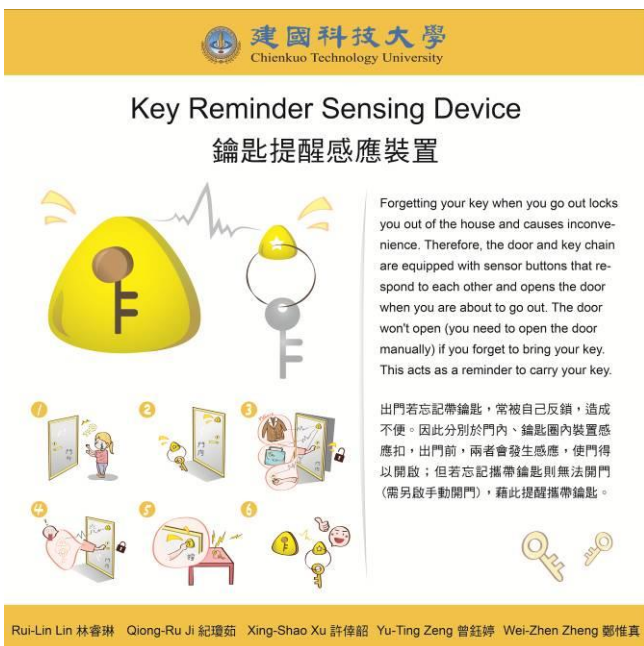 建國科技大學
Chienkuo Technology University
Key Reminder Sensing Device
鑰匙提醒感應裝置
Forgetting your key when you go out locks
you out of the house and causes inconve-
nience. Therefore, the door and key chain
are equipped with sensor buttons that re-
spond to each other and opens the door
when you are about to go out. The door
won't open (you need to open the door
manually) if you forget to bring your key.
This acts as a reminder to carry your key.
出門若忘記帶鑰匙，常被自己反鎖，造成
不便。因此分別於門內、鑰匙圈內裝置感
應扣，出門前，兩者會發生感應，使門得
以開啟；但若忘記攜帶鑰匙則無法開門
(需另啟手動開門)，藉此提醒攜帶鑰匙。
1
2
3
4
5
6
Rui-Lin Lin 林睿琳 Qiong-Ru Ji 紀瓊茹 Xing-Shao Xu 許倖韶 Yu-Ting Zeng 曾鈺婷 Wei-Zhen Zheng 鄭惟真